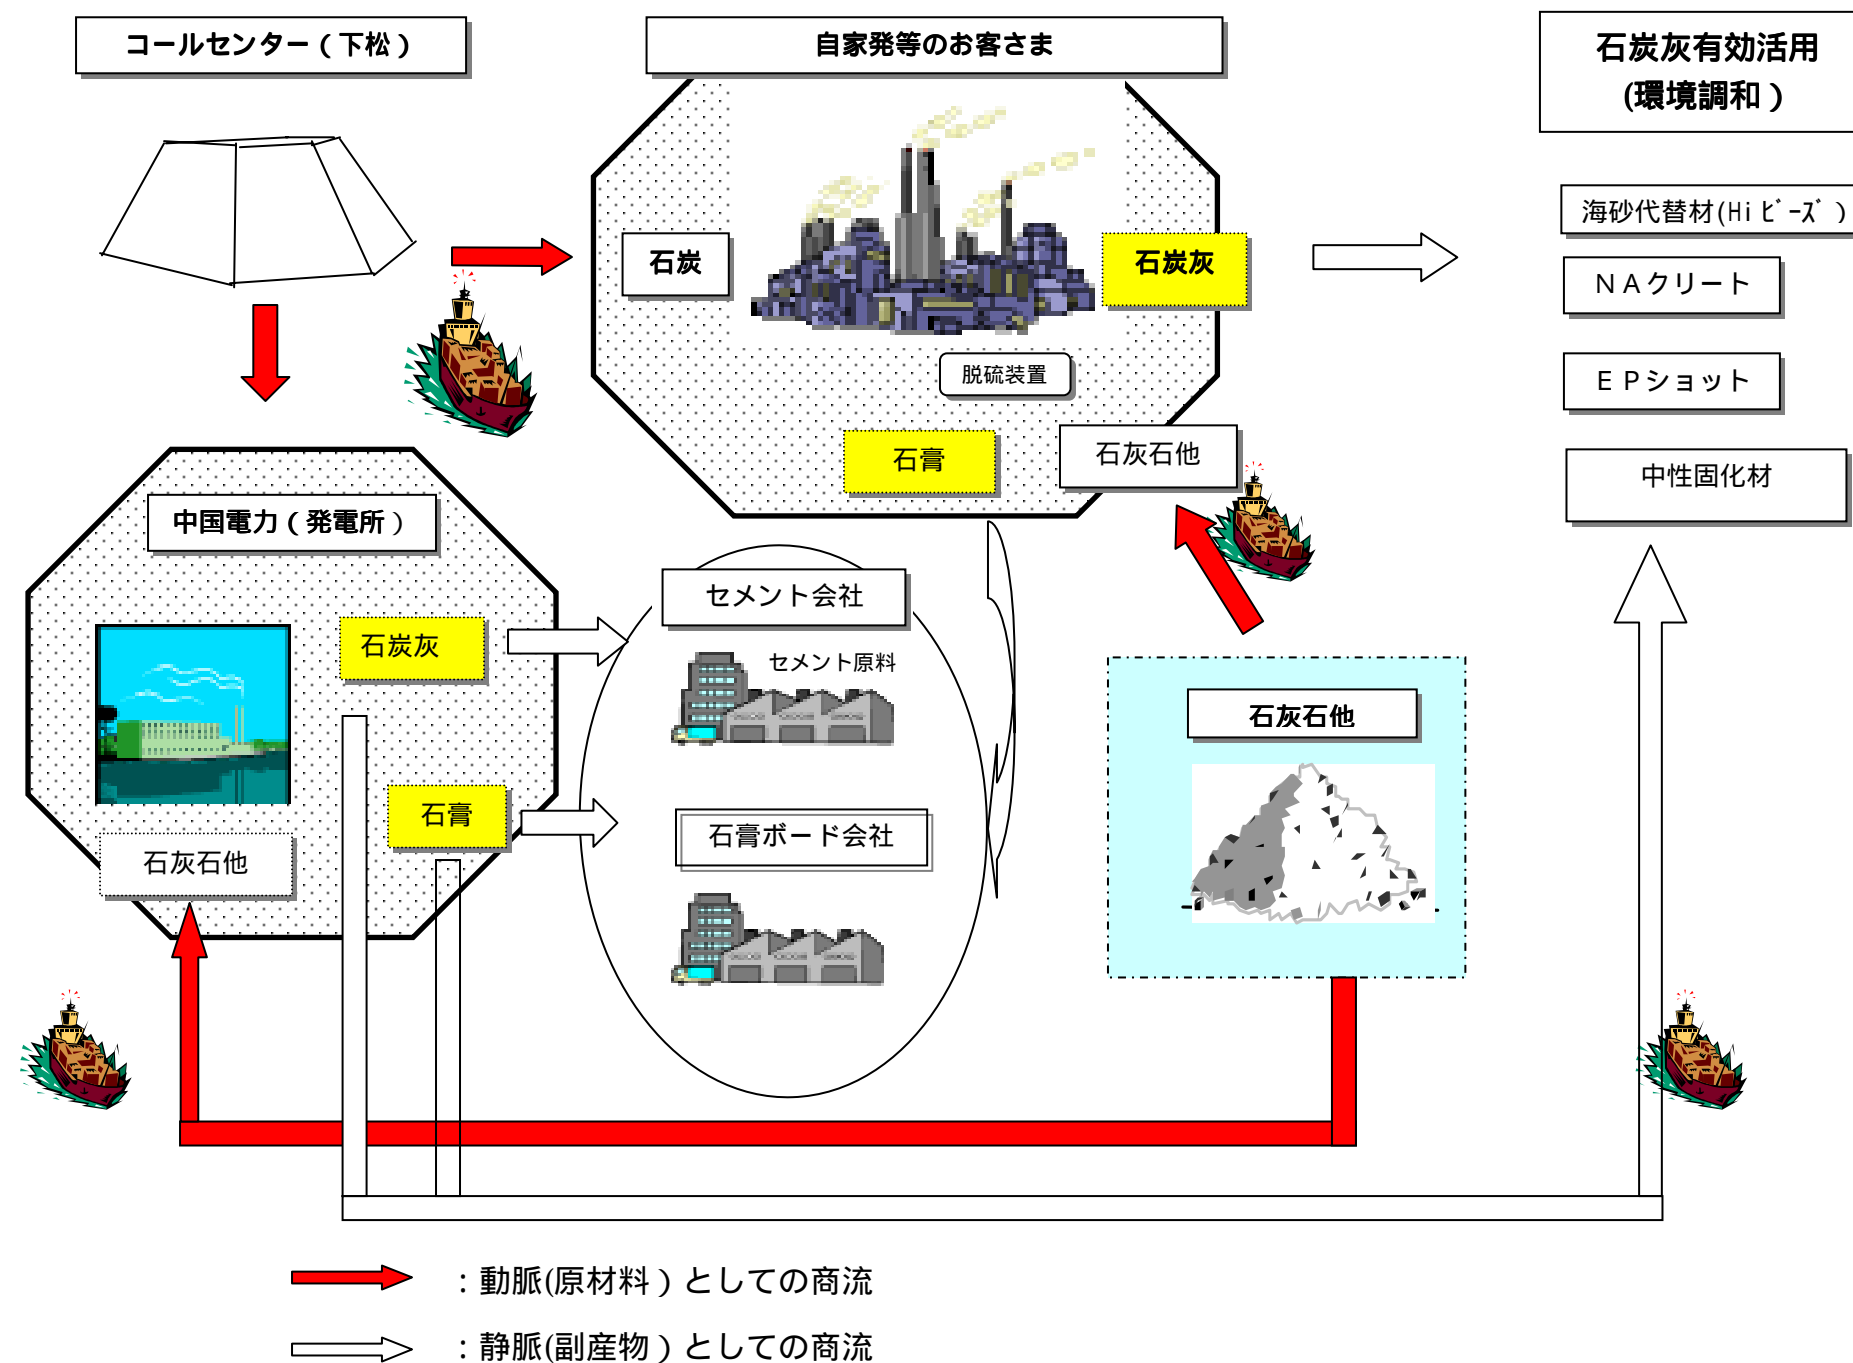 コールセンター（下松）
自家発等のお客さま
石炭灰有効活用
(環境調和）
海砂代替材(Hiﾋﾞｰｽﾞ）
石炭
石炭灰
ＮＡクリート
脱硫装置
ＥＰショット
石膏
石灰石他
中性固化材
中国電力（発電所）
セメント会社
石炭灰
セメント原料
石灰石他
石膏
石膏ボード会社
石灰石他
：動脈(原材料）としての商流
：静脈(副産物）としての商流